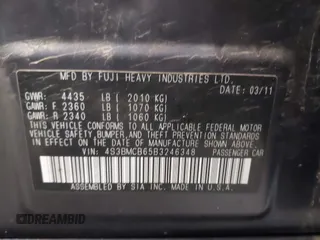 MFD. BY FUJI HEAVY INDUSTRIES LTD.
DATE: 03/11
GVWR: 4435 LB ( 2010 KG)
GAWR: F 2360 LB ( 1070 KG)
GAWR: R 2340 LB ( 1060 KG)
THIS VEHICLE CONFORMS TO ALL APPLICABLE FEDERAL MOTOR
VEHICLE SAFETY, BUMPER, AND THEFT PREVENTION STANDARDS
IN EFFECT ON THE DATE OF MANUFACTURE SHOWN ABOVE.
VIN: 4S3BMCB65B3246348 PASSENGER CAR
ASSEMBLED BY SIA INC. MADE IN U.S.A.
DREAMBID